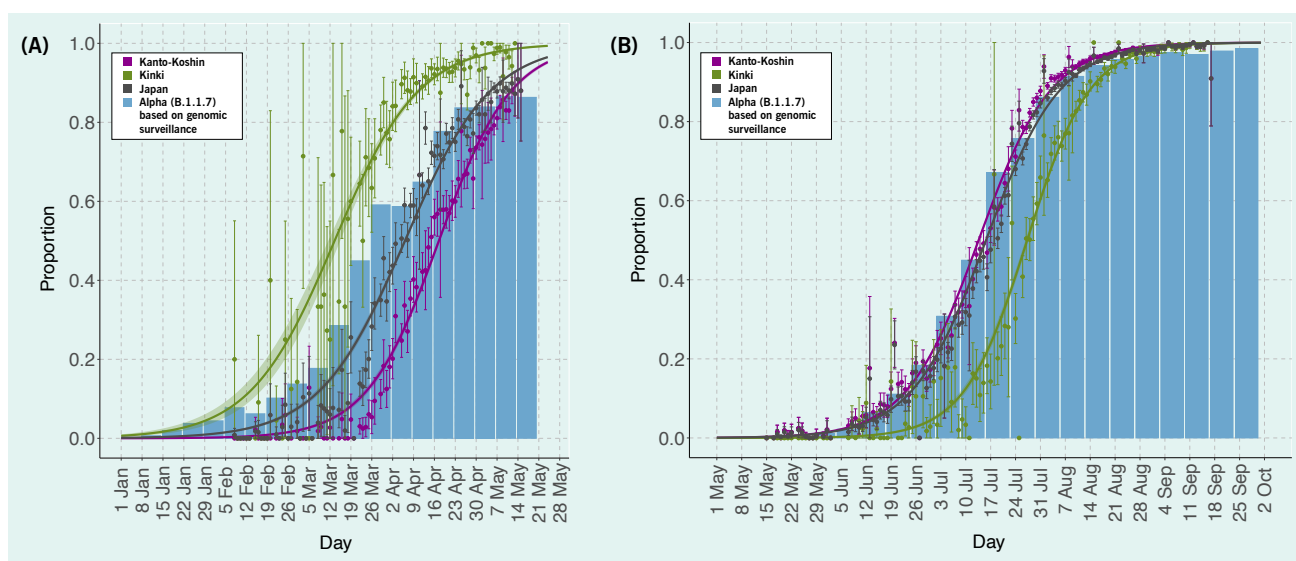 (A)
Kanto-Koshin
Kinki
Japan
Alpha (B.1.1.7)
based on genomic
surveillance
Proportion
1.0
0.8
0.6
0.4
0.2
0.0
1 Jan
8 Jan
15 Jan
22 Jan
29 Jan
5 Feb
12 Feb
19 Feb
26 Feb
5 Mar
12 Mar
19 Mar
26 Mar
2 Apr
9 Apr
16 Apr
23 Apr
30 Apr
7 May
14 May
21 May
28 May
Day
(B)
Kanto-Koshin
Kinki
Japan
Alpha (B.1.1.7)
based on genomic
surveillance
Proportion
1.0
0.8
0.6
0.4
0.2
0.0
1 May
8 May
15 May
22 May
29 May
5 Jun
12 Jun
19 Jun
26 Jun
3 Jul
10 Jul
17 Jul
24 Jul
31 Jul
7 Aug
14 Aug
21 Aug
28 Aug
4 Sep
11 Sep
18 Sep
25 Sep
2 Oct
Day